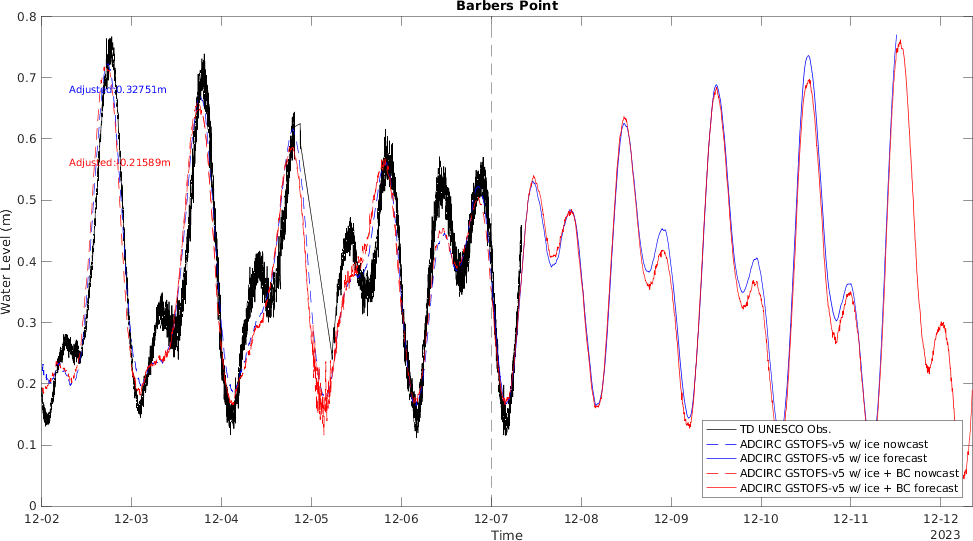 Barbers Point
0.8
0.7
0.6
0.5
0.4
0.3
0.2
0.1
0
Water Level (m)
Adjusted:0.32751m
Adjusted:-0.21589m
TD UNESCO Obs.
ADCIRC GSTOFS-v5 w/ ice nowcast
ADCIRC GSTOFS-v5 w/ ice forecast
ADCIRC GSTOFS-v5 w/ ice + BC nowcast
ADCIRC GSTOFS-v5 w/ ice + BC forecast
12-02 12-03 12-04 12-05 12-06 12-07 12-08 12-09 12-10 12-11 12-12
Time
2023